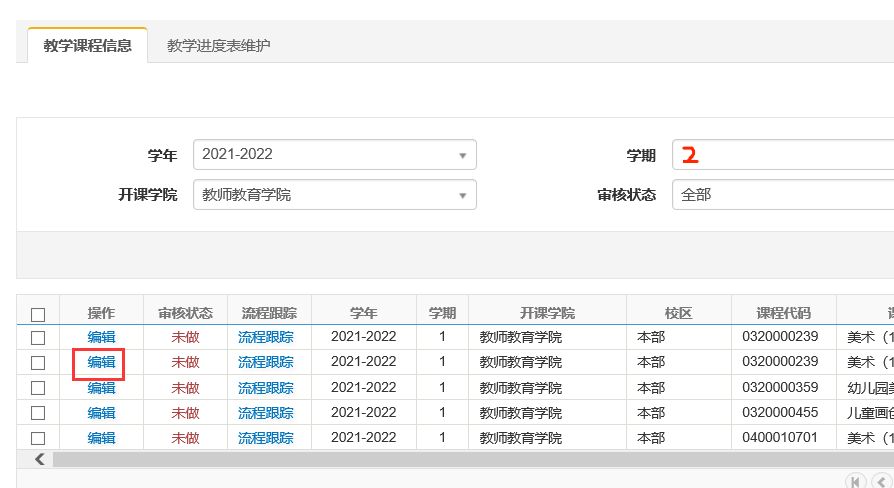 教学课程信息 教学进度表维护
学年 2021-2022 学期 2
开课学院 教师教育学院 审核状态 全部
操作 审核状态 流程跟踪 学年 学期 开课学院 校区 课程代码
编辑 未做 流程跟踪 2021-2022 1 教师教育学院 本部 0320000239 美术（1
编辑 未做 流程跟踪 2021-2022 1 教师教育学院 本部 0320000239 美术（1
编辑 未做 流程跟踪 2021-2022 1 教师教育学院 本部 0320000359 幼儿园美
编辑 未做 流程跟踪 2021-2022 1 教师教育学院 本部 0320000455 儿童画创
编辑 未做 流程跟踪 2021-2022 1 教师教育学院 本部 0400010701 美术（1